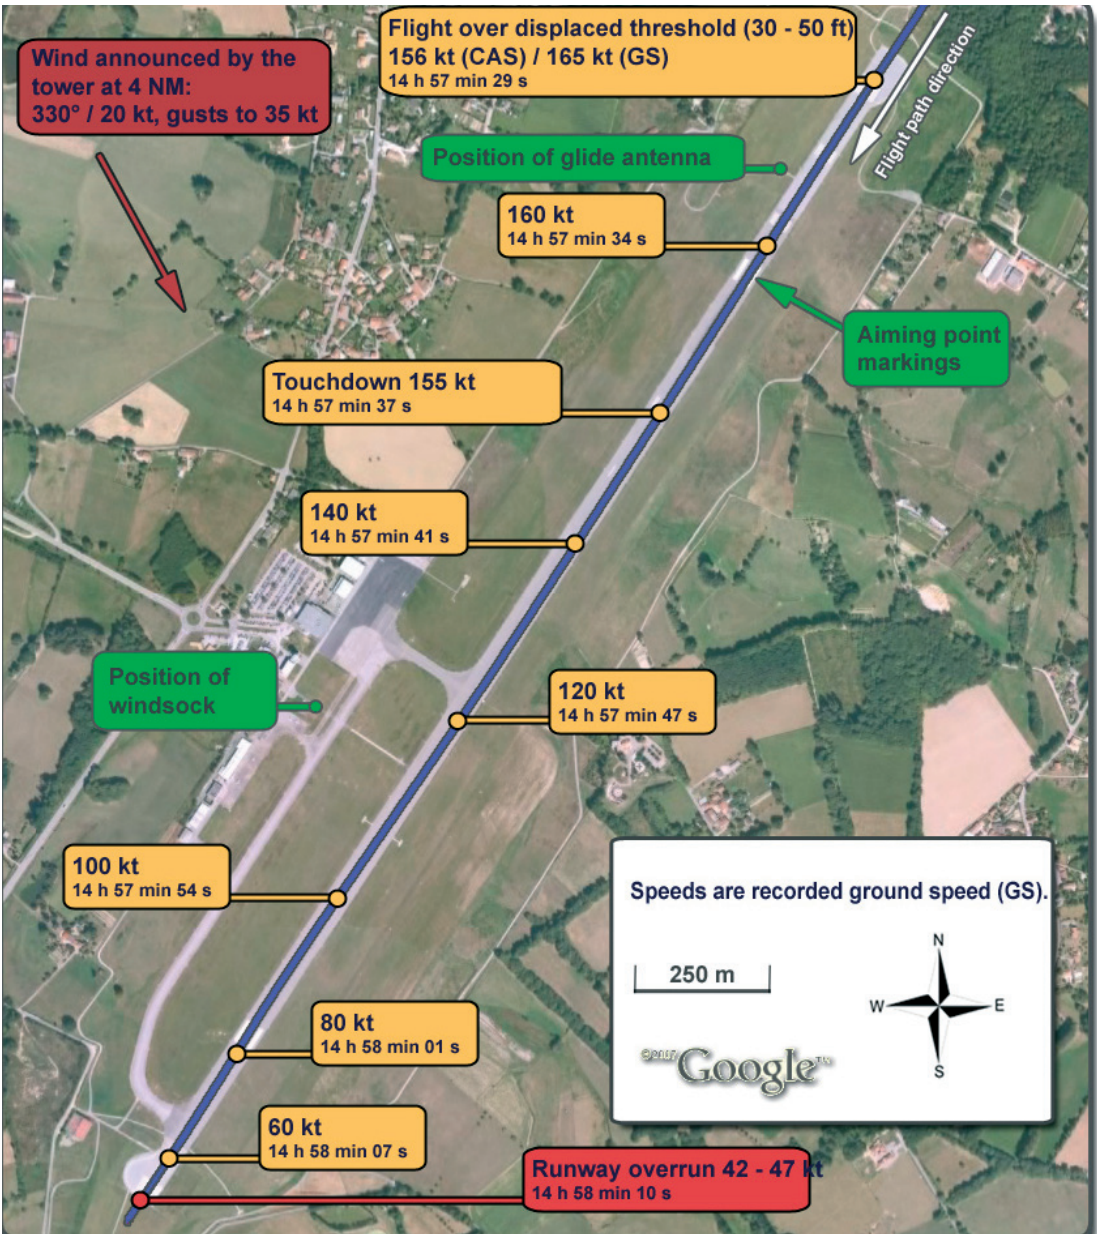 Flight over displaced threshold (30 - 50 ft)
156 kt (CAS) / 165 kt (GS)
14 h 57 min 29 s
Wind announced by the
tower at 4 NM:
330° / 20 kt, gusts to 35 kt
Flight path direction
Position of glide antenna
160 kt
14 h 57 min 34 s
Aiming point
markings
Touchdown 155 kt
14 h 57 min 37 s
140 kt
14 h 57 min 41 s
Position of
windsock
120 kt
14 h 57 min 47 s
100 kt
14 h 57 min 54 s
Speeds are recorded ground speed (GS).
250 m
N
W
E
S
Google™
80 kt
14 h 58 min 01 s
60 kt
14 h 58 min 07 s
Runway overrun 42 - 47 kt
14 h 58 min 10 s